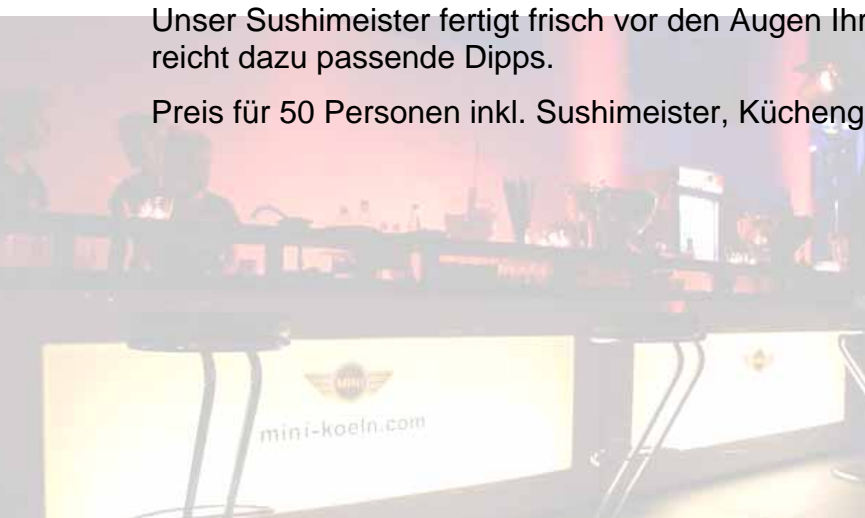 Unser Sushimeister fertigt frisch vor den Augen Ihr
reicht dazu passende Dipps.
Preis für 50 Personen inkl. Sushimeister, Kücheng
MINI
mini-koeln.com